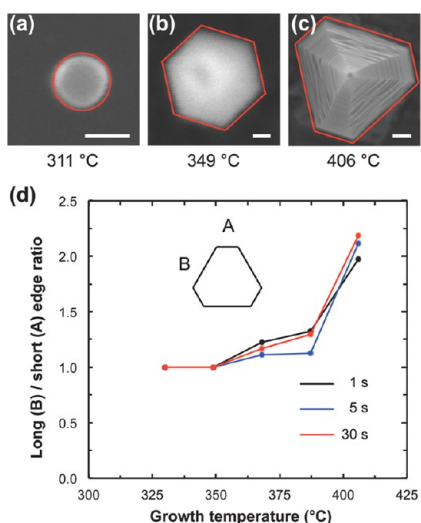 (a) (b) (c)
311 °C 349 °C 406 °C
(d)
Long (B) / short (A) edge ratio
2.5
2.0
1.5
1.0
0.5
0.0
A
B
1 s
5 s
30 s
300 325 350 375 400 425
Growth temperature (°C)